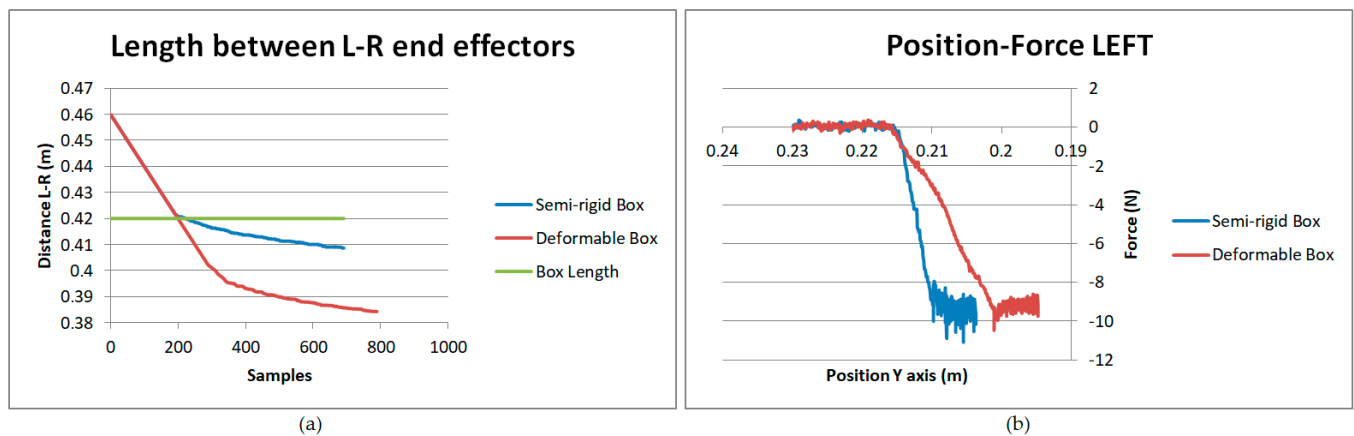 Length between L-R end effectors
Distance L-R (m)
0.47
0.46
0.45
0.44
0.43
0.42
0.41
0.4
0.39
0.38
0 200 400 600 800 1000
Samples
Semi-rigid Box
Deformable Box
Box Length
(a)
Position-Force LEFT
2
0
-2
-4
-6
-8
-10
-12
0.24 0.23 0.22 0.21 0.2 0.19
Force (N)
Position Y axis (m)
Semi-rigid Box
Deformable Box
(b)